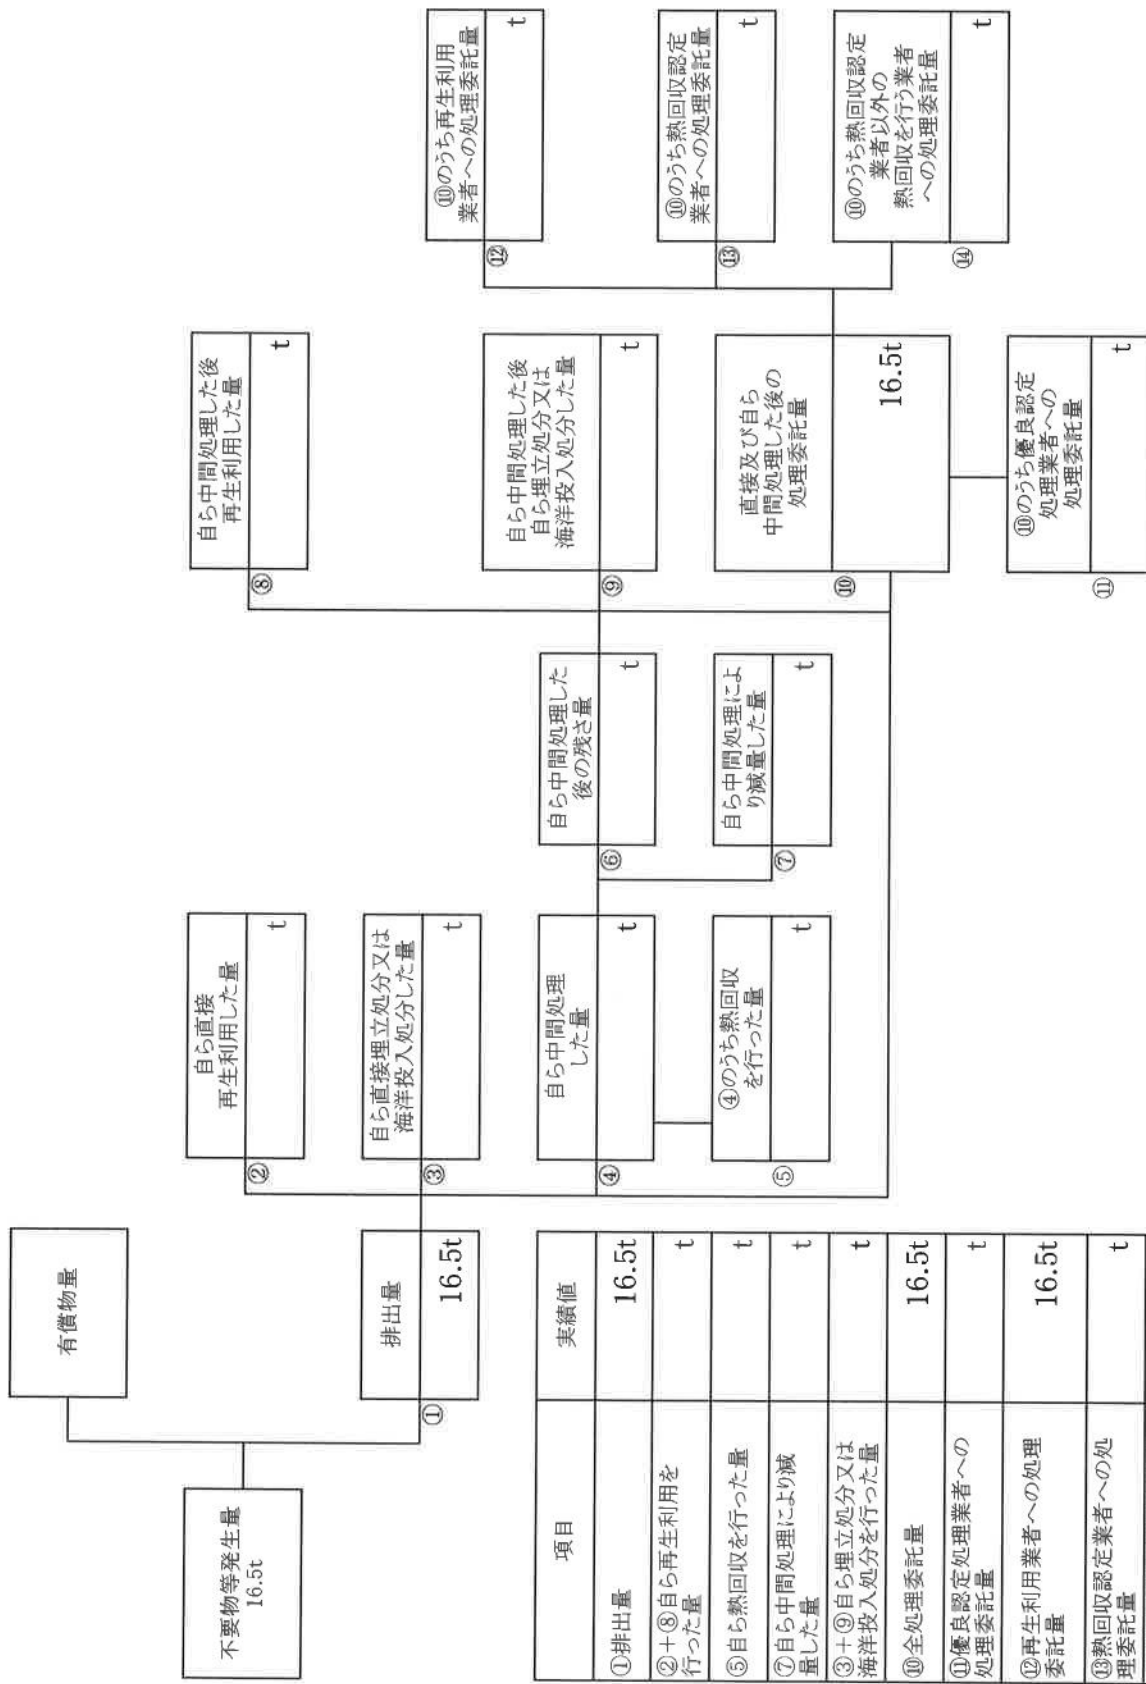 有償物量
不要物等発生量
16.5t
排出量
①
16.5t
自ら直接
再生利用した量
②
t
自ら直接埋立処分又は
海洋投入処分した量
③
t
自ら中間処理
した量
④
t
④のうち熱回収
を行った量
⑤
t
自ら中間処理した
後の残さ量
⑥
t
自ら中間処理によ
り減量した量
⑦
t
自ら中間処理した後
再生利用した量
⑧
t
自ら中間処理した後
自ら埋立処分又は
海洋投入処分した量
⑨
t
直接及び自ら
中間処理した後の
処理委託量
⑩
16.5t
⑩のうち優良認定
処理業者への
処理委託量
⑪
t
⑩のうち再生利用
業者への処理委託量
⑫
t
⑩のうち熱回収認定
業者への処理委託量
⑬
t
⑩のうち熱回収認定
業者以外の
熱回収を行う業者
への処理委託量
⑭
t
項目 実績値
①排出量 16.5t
②+⑧自ら再生利用を
行った量 t
⑤自ら熱回収を行った量 t
⑦自ら中間処理により減
量した量 t
③+⑨自ら埋立処分又は
海洋投入処分を行った量 t
⑩全処理委託量 16.5t
⑪優良認定処理業者への
処理委託量 t
⑫再生利用業者への処理
委託量 16.5t
⑬熱回収認定業者への処
理委託量 t